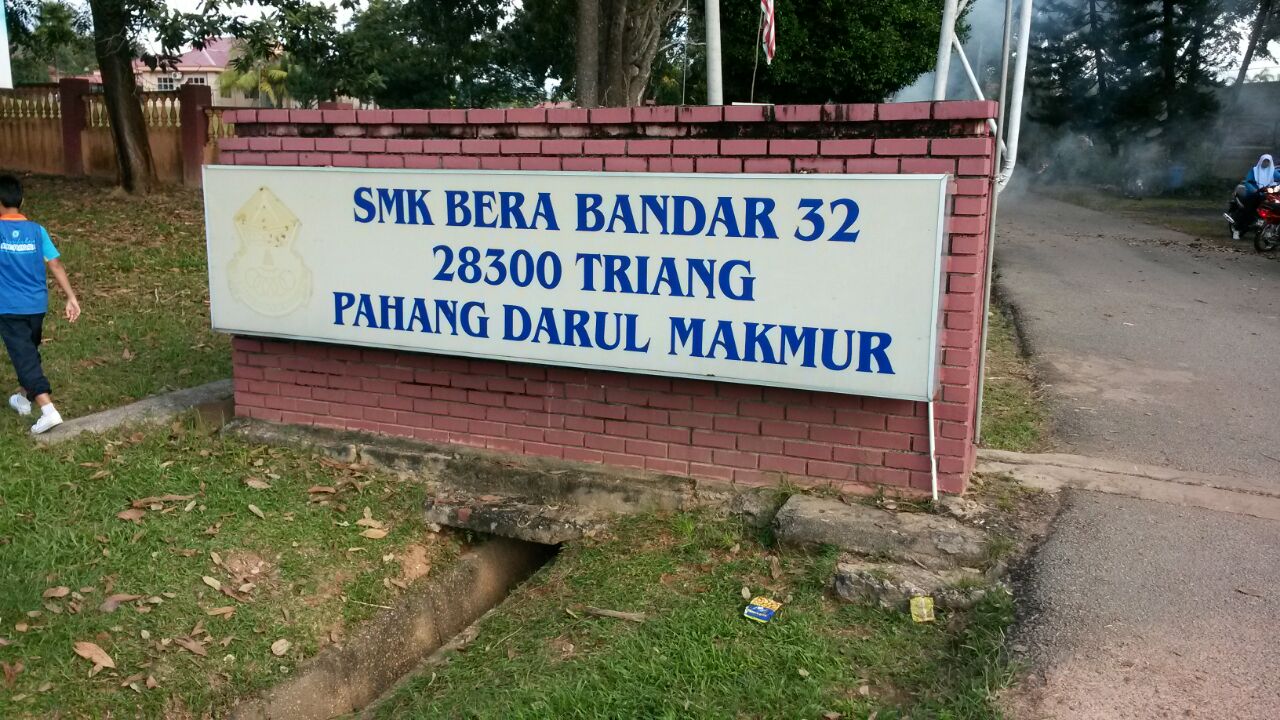 SMK BERA BANDAR 32
28300 TRIANG
PAHANG DARUL MAKMUR